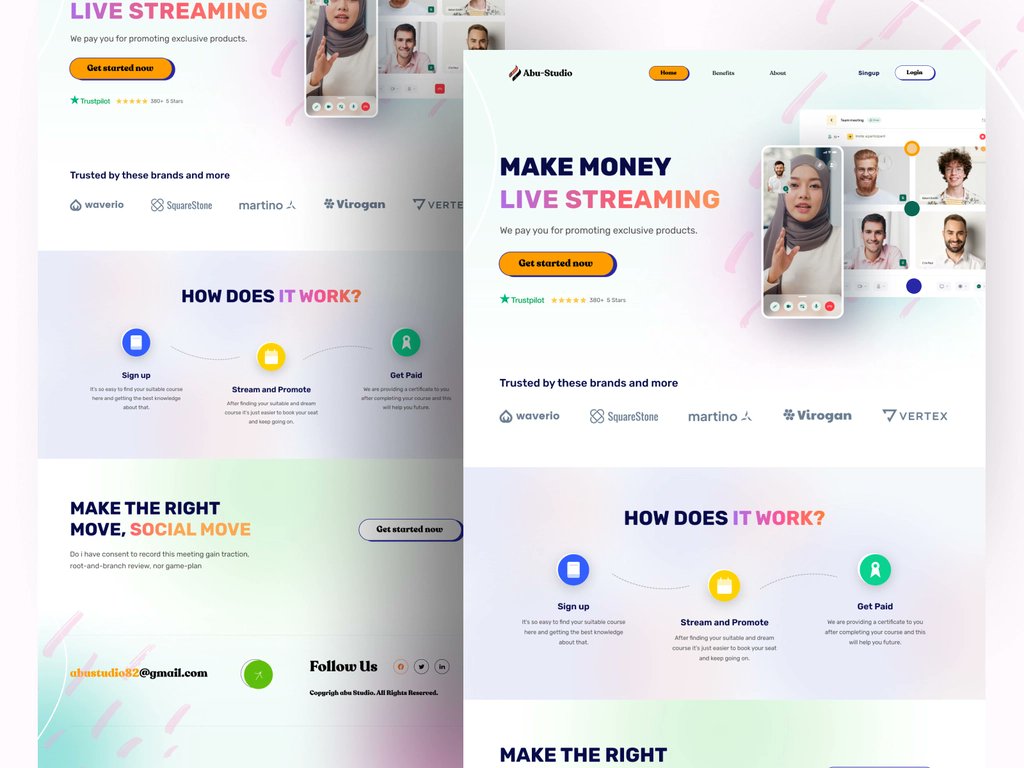 LIVE STREAMING
We pay you for promoting exclusive products.
Get started now
Trustpilot
380+ 5 Stars
Trusted by these brands and more
waverio
SquareStone
martino
Virogan
VERTE
HOW DOES IT WORK?
Sign up
It's so easy to find your suitable course
here and getting the best knowledge
about that.
Stream and Promote
After finding your suitable and dream
course it's just easier to book your seat
and keep going on.
Get Paid
We are providing a certificate to you
after completing your course and this
will help you future.
MAKE THE RIGHT
MOVE, SOCIAL MOVE
Do i have consent to record this meeting gain traction,
root-and-branch review, nor game-plan
Get started now
abustudio82@gmail.com
Follow Us
Copyrigh abu Studio. All Rights Reserved.
Abu-Studio
Home
Benefits
About
Singup
Login
Team meeting
Invite a participant
MAKE MONEY
LIVE STREAMING
We pay you for promoting exclusive products.
Get started now
Trustpilot
380+ 5 Stars
Trusted by these brands and more
waverio
SquareStone
martino
Virogan
VERTEX
HOW DOES IT WORK?
Sign up
It's so easy to find your suitable course
here and getting the best knowledge
about that.
Stream and Promote
After finding your suitable and dream
course it's just easier to book your seat
and keep going on.
Get Paid
We are providing a certificate to you
after completing your course and this
will help you future.
MAKE THE RIGHT